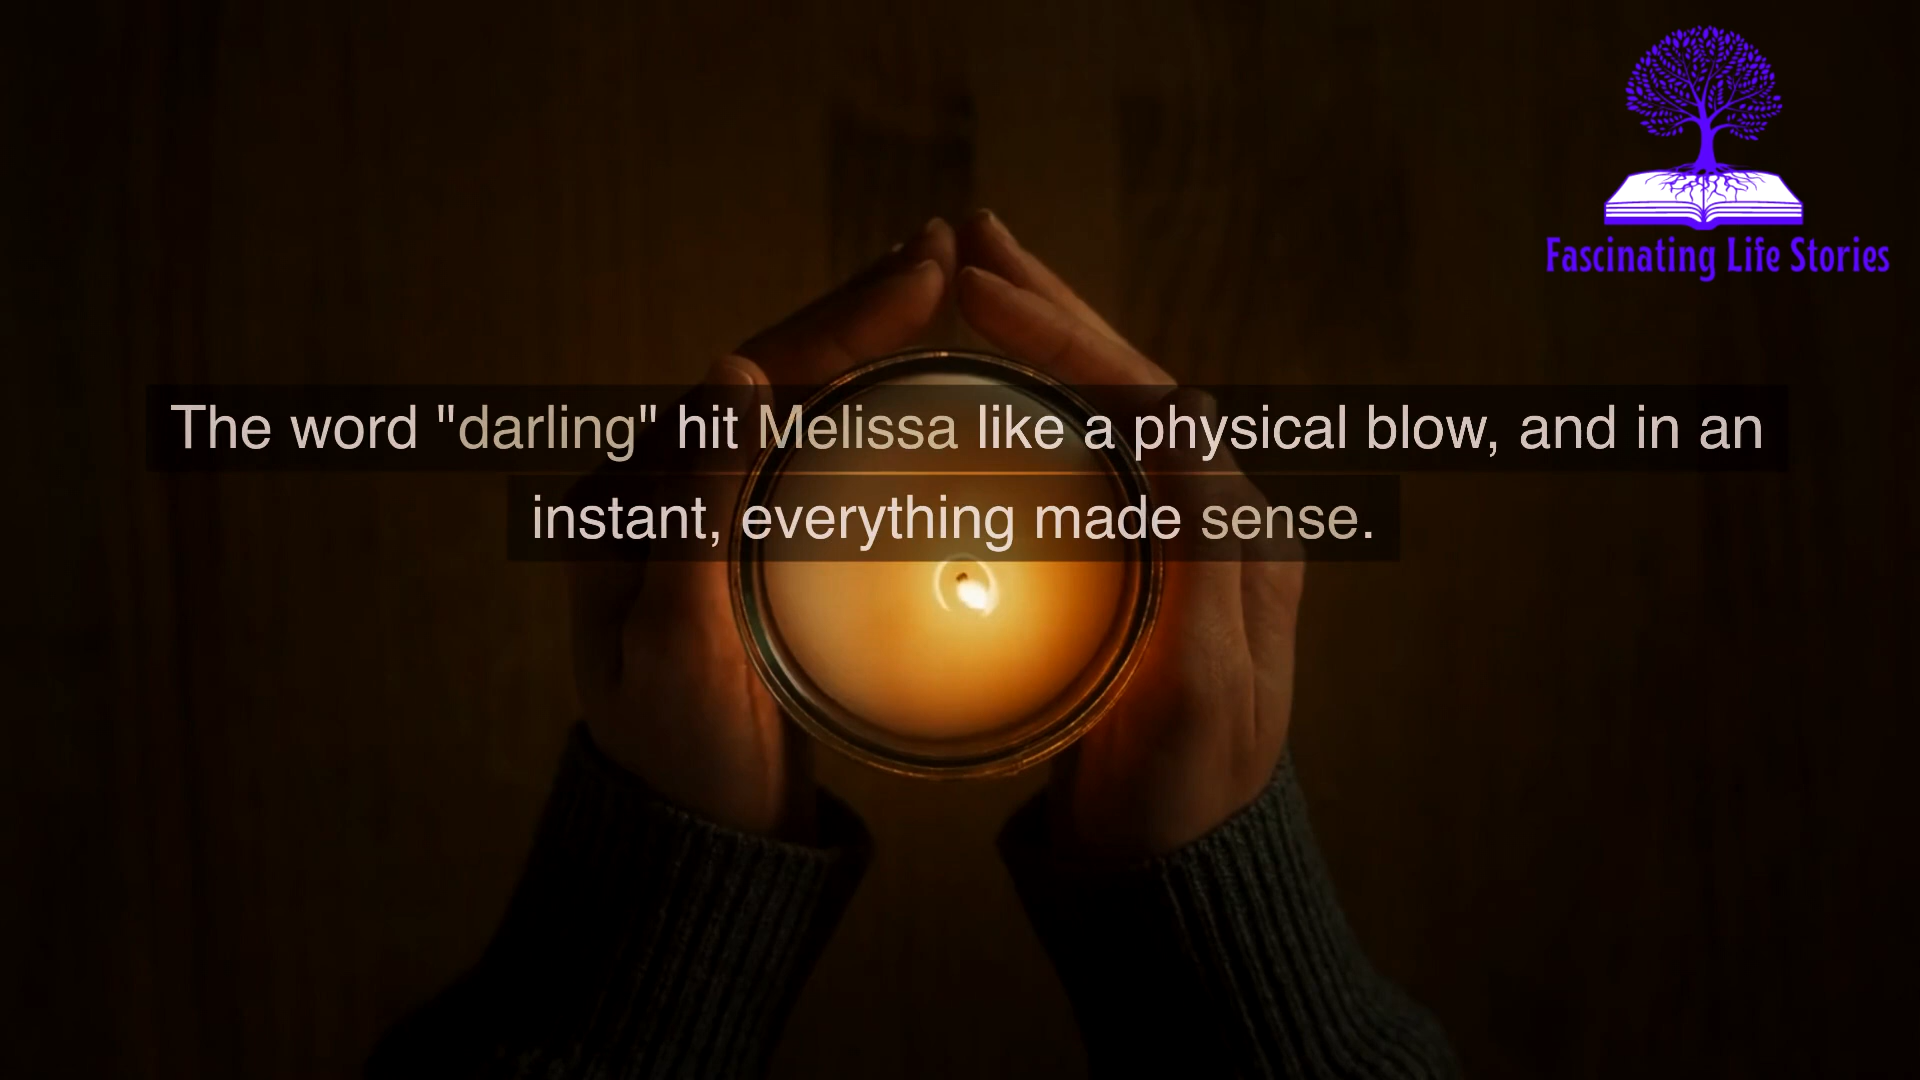 Fascinating Life Stories
The word "darling" hit Melissa like a physical blow, and in an
instant, everything made sense.